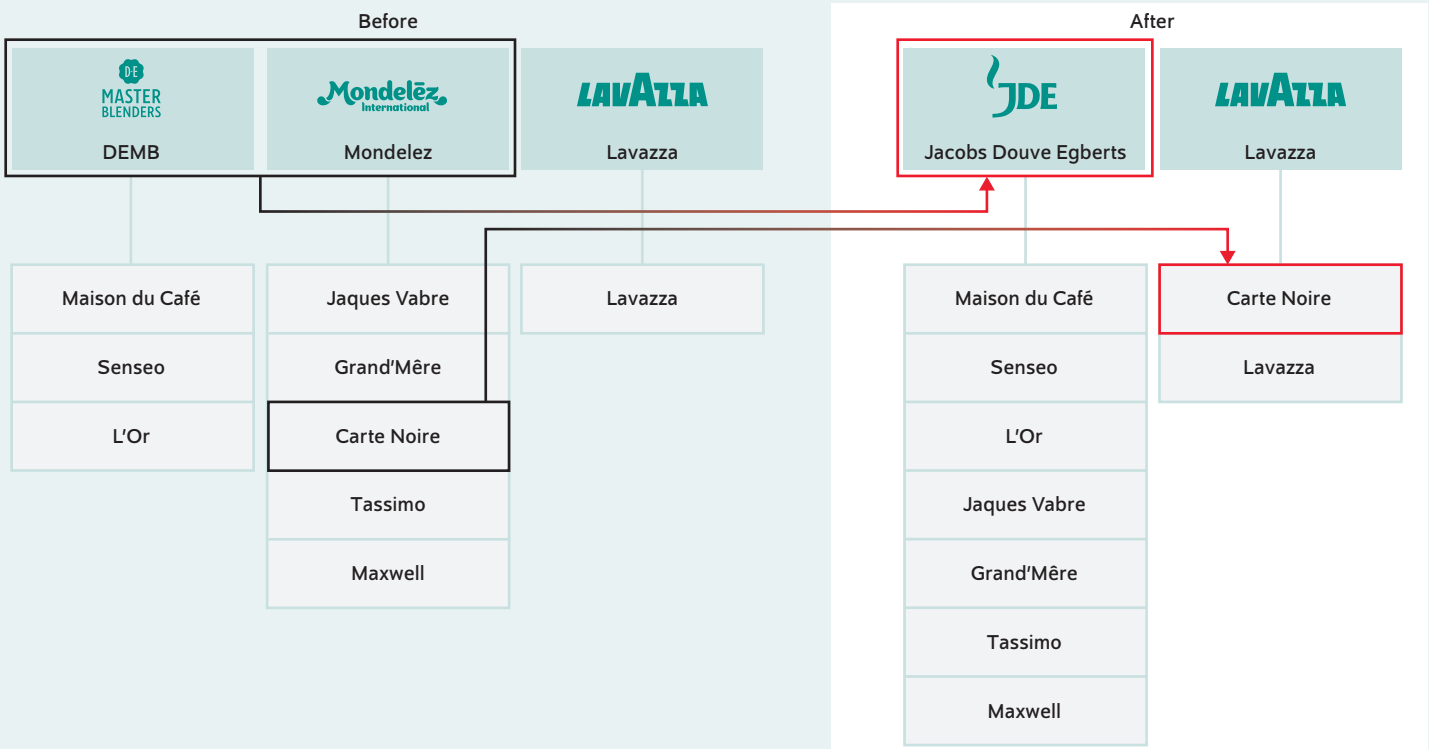 Before
After
D·E
MASTER
BLENDERS
DEMB
Mondelēz
International
Mondelez
LAVAZZA
Lavazza
JDE
Jacobs Douve Egberts
LAVAZZA
Lavazza
Maison du Café
Senseo
L’Or
Jaques Vabre
Grand’Mêre
Carte Noire
Tassimo
Maxwell
Lavazza
Maison du Café
Senseo
L’Or
Jaques Vabre
Grand’Mêre
Tassimo
Maxwell
Carte Noire
Lavazza